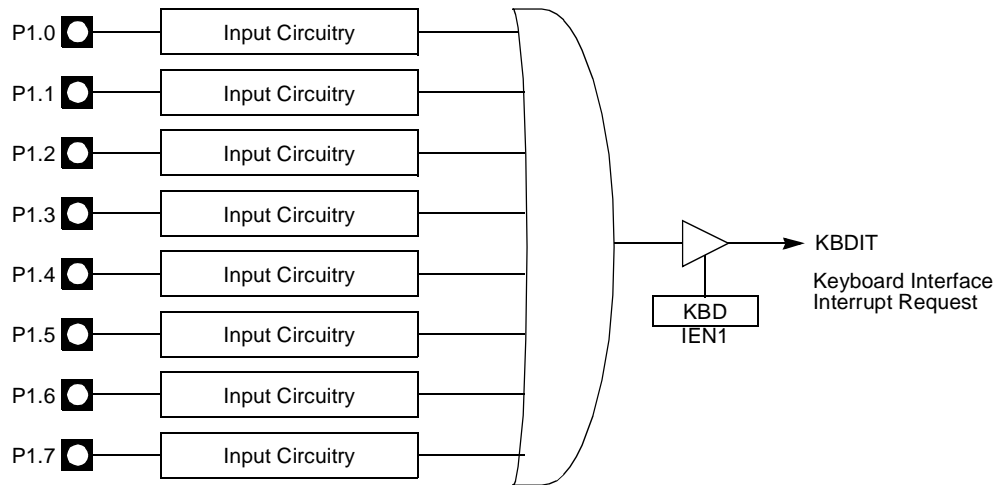 P1.0 Input Circuitry
P1.1 Input Circuitry
P1.2 Input Circuitry
P1.3 Input Circuitry
P1.4 Input Circuitry
P1.5 Input Circuitry
P1.6 Input Circuitry
P1.7 Input Circuitry
KBDIT
Keyboard Interface
Interrupt Request
KBD
IEN1